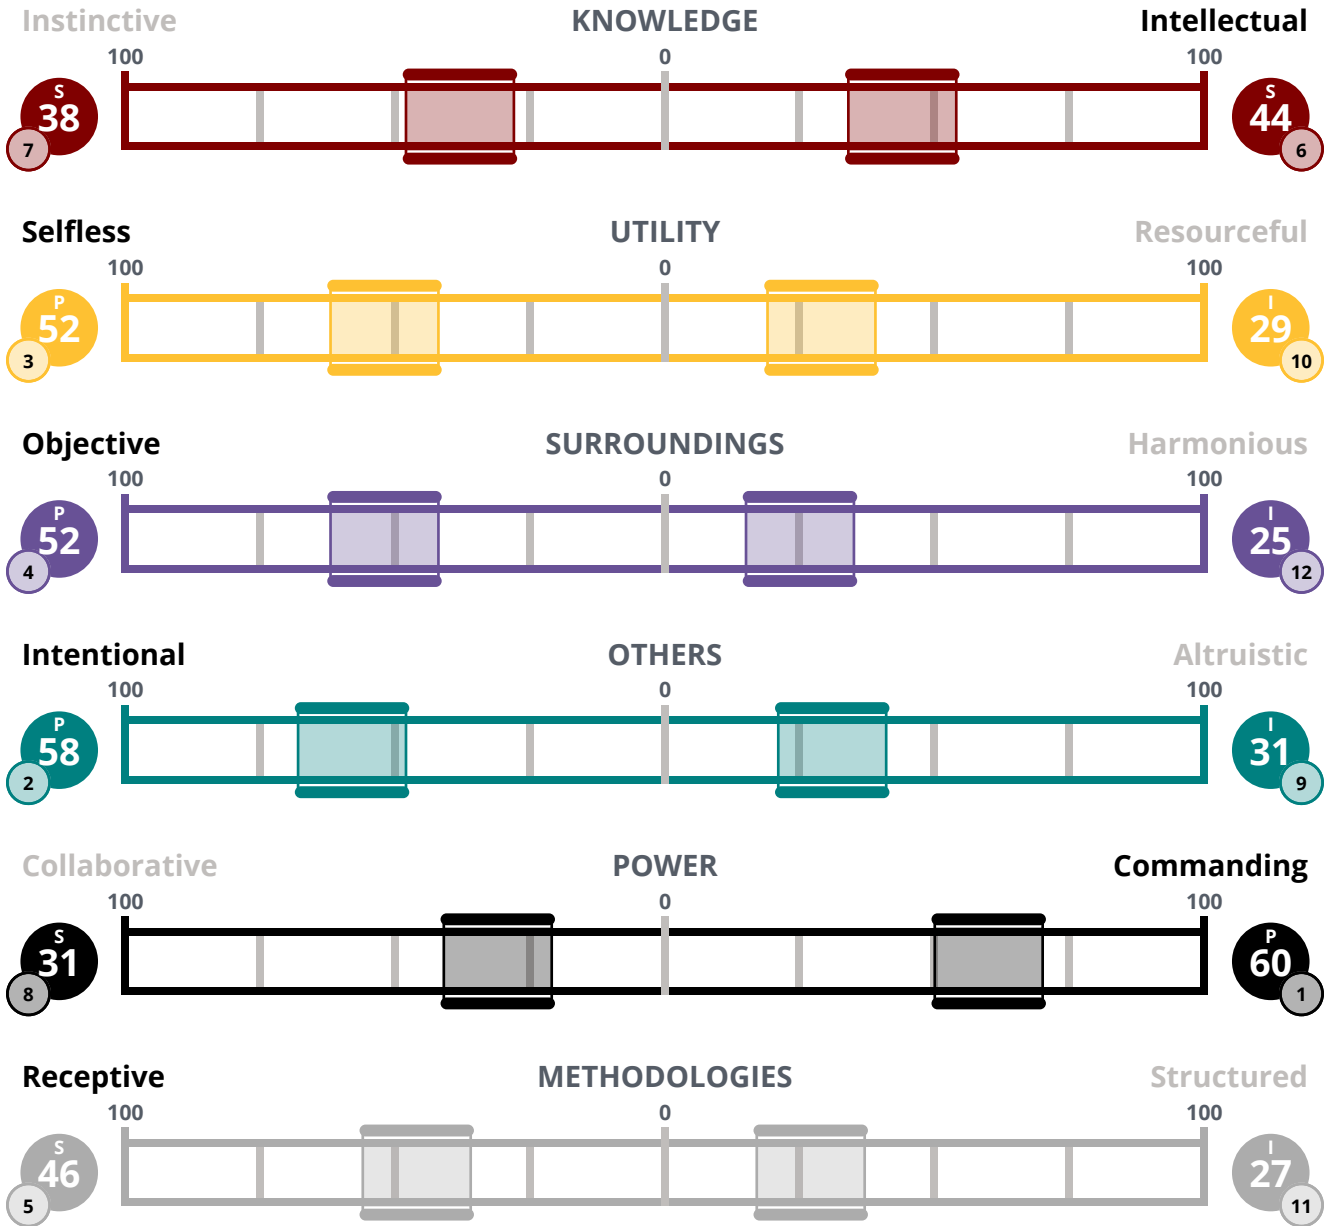 Instinctive KNOWLEDGE Intellectual
100 0 100
S 38 7 S 44 6
Selfless UTILITY Resourceful
100 0 100
P 52 3 I 29 10
Objective SURROUNDINGS Harmonious
100 0 100
P 52 4 I 25 12
Intentional OTHERS Altruistic
100 0 100
P 58 2 I 31 9
Collaborative POWER Commanding
100 0 100
S 31 8 P 60 1
Receptive METHODOLOGIES Structured
100 0 100
S 46 5 I 27 11